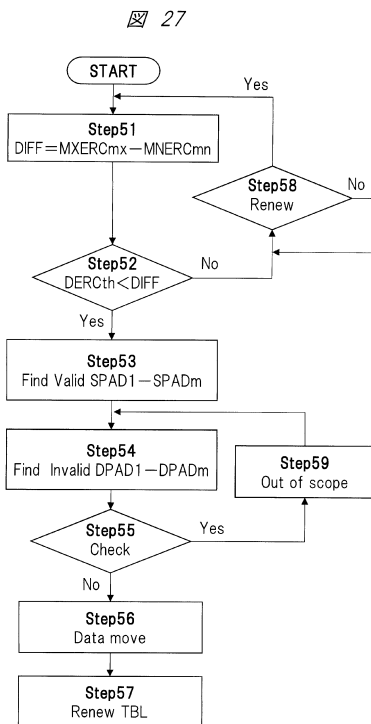 図 27
START
Yes
Step51
DIFF=MXERCmx−MNERCmn
Step58
Renew
No
Step52
DERCth<DIFF
No
Yes
Step53
Find Valid SPAD1−SPADm
Step54
Find Invalid DPAD1−DPADm
Step59
Out of scope
Step55
Check
Yes
No
Step56
Data move
Step57
Renew TBL